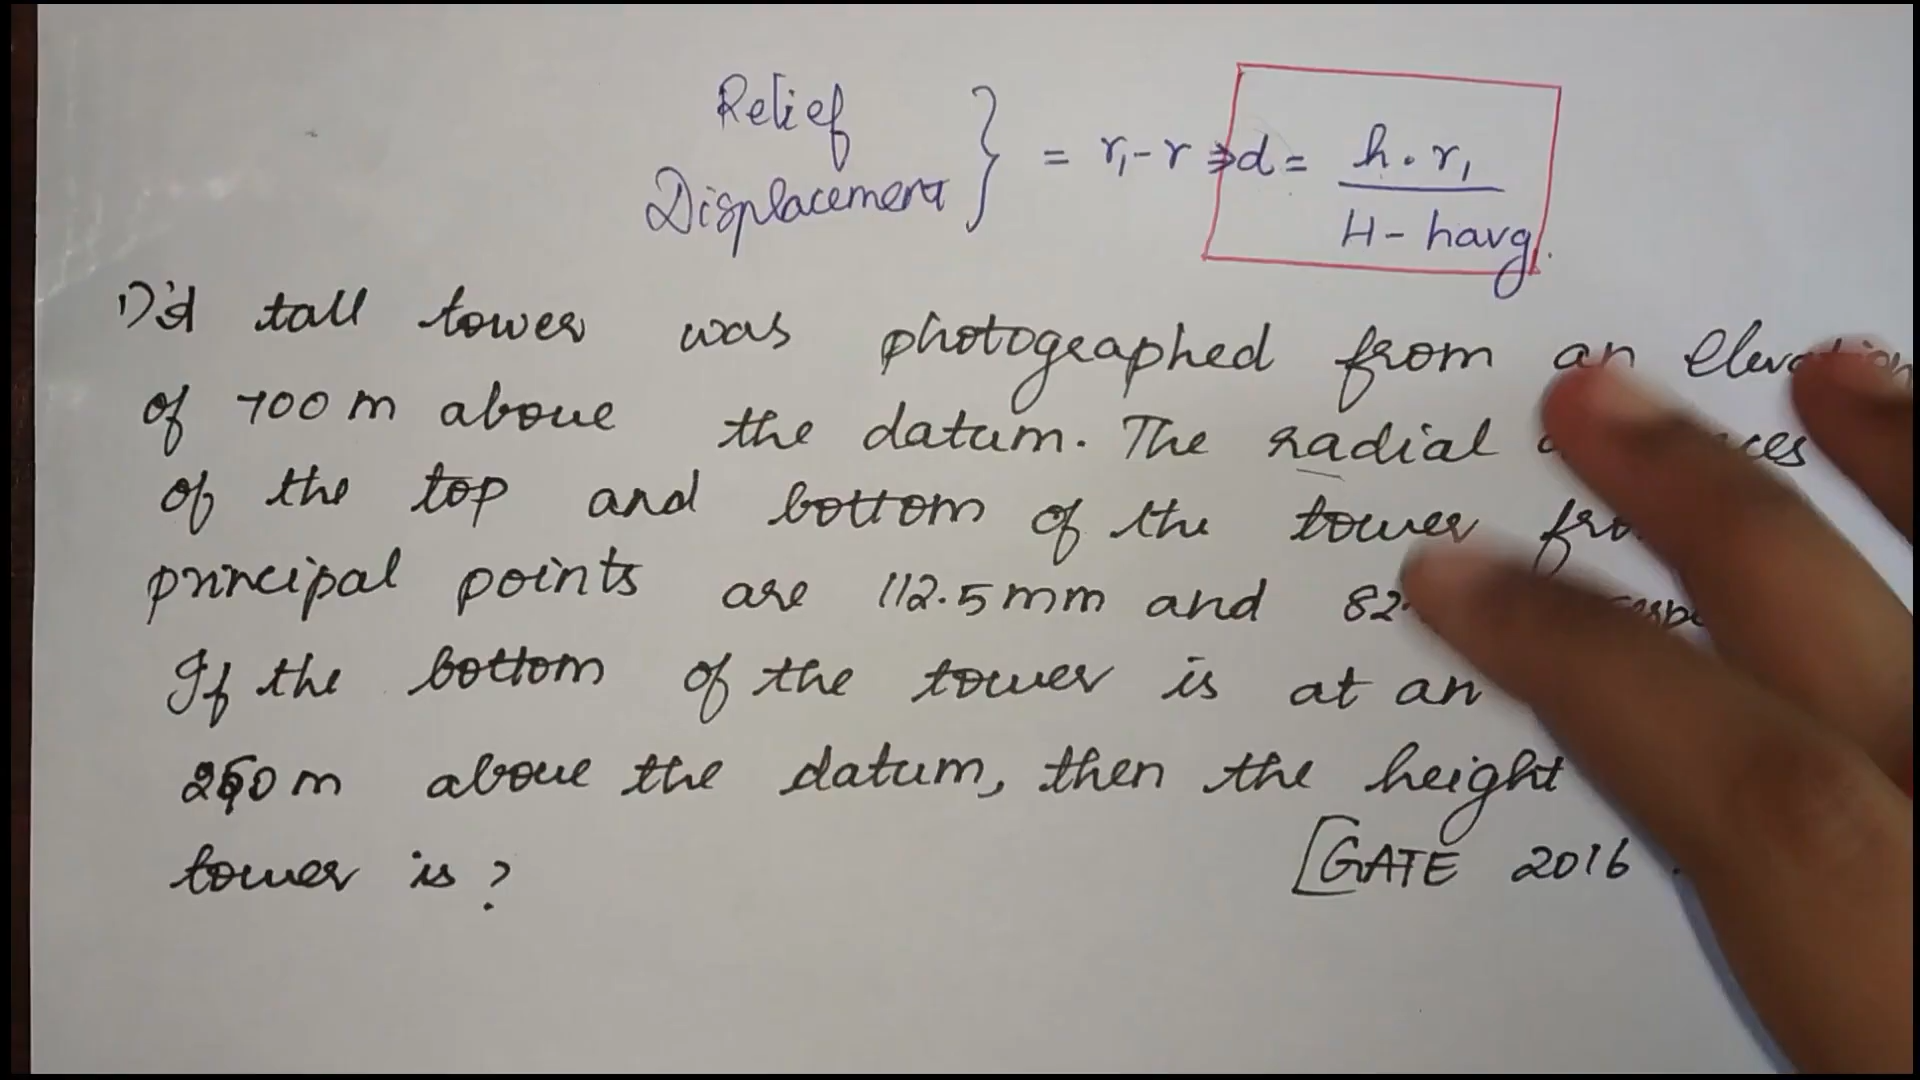 Relief
Displacement } = r₁ - r ⇒ d = h . r₁ / H - havg.
1) A tall tower was photographed from an
of 700 m above the datum. The radial
of the top and bottom of the tower
principal points are 112.5 mm and
If the bottom of the tower is at an
250 m above the datum, then the height
tower is ?
[GATE 2016